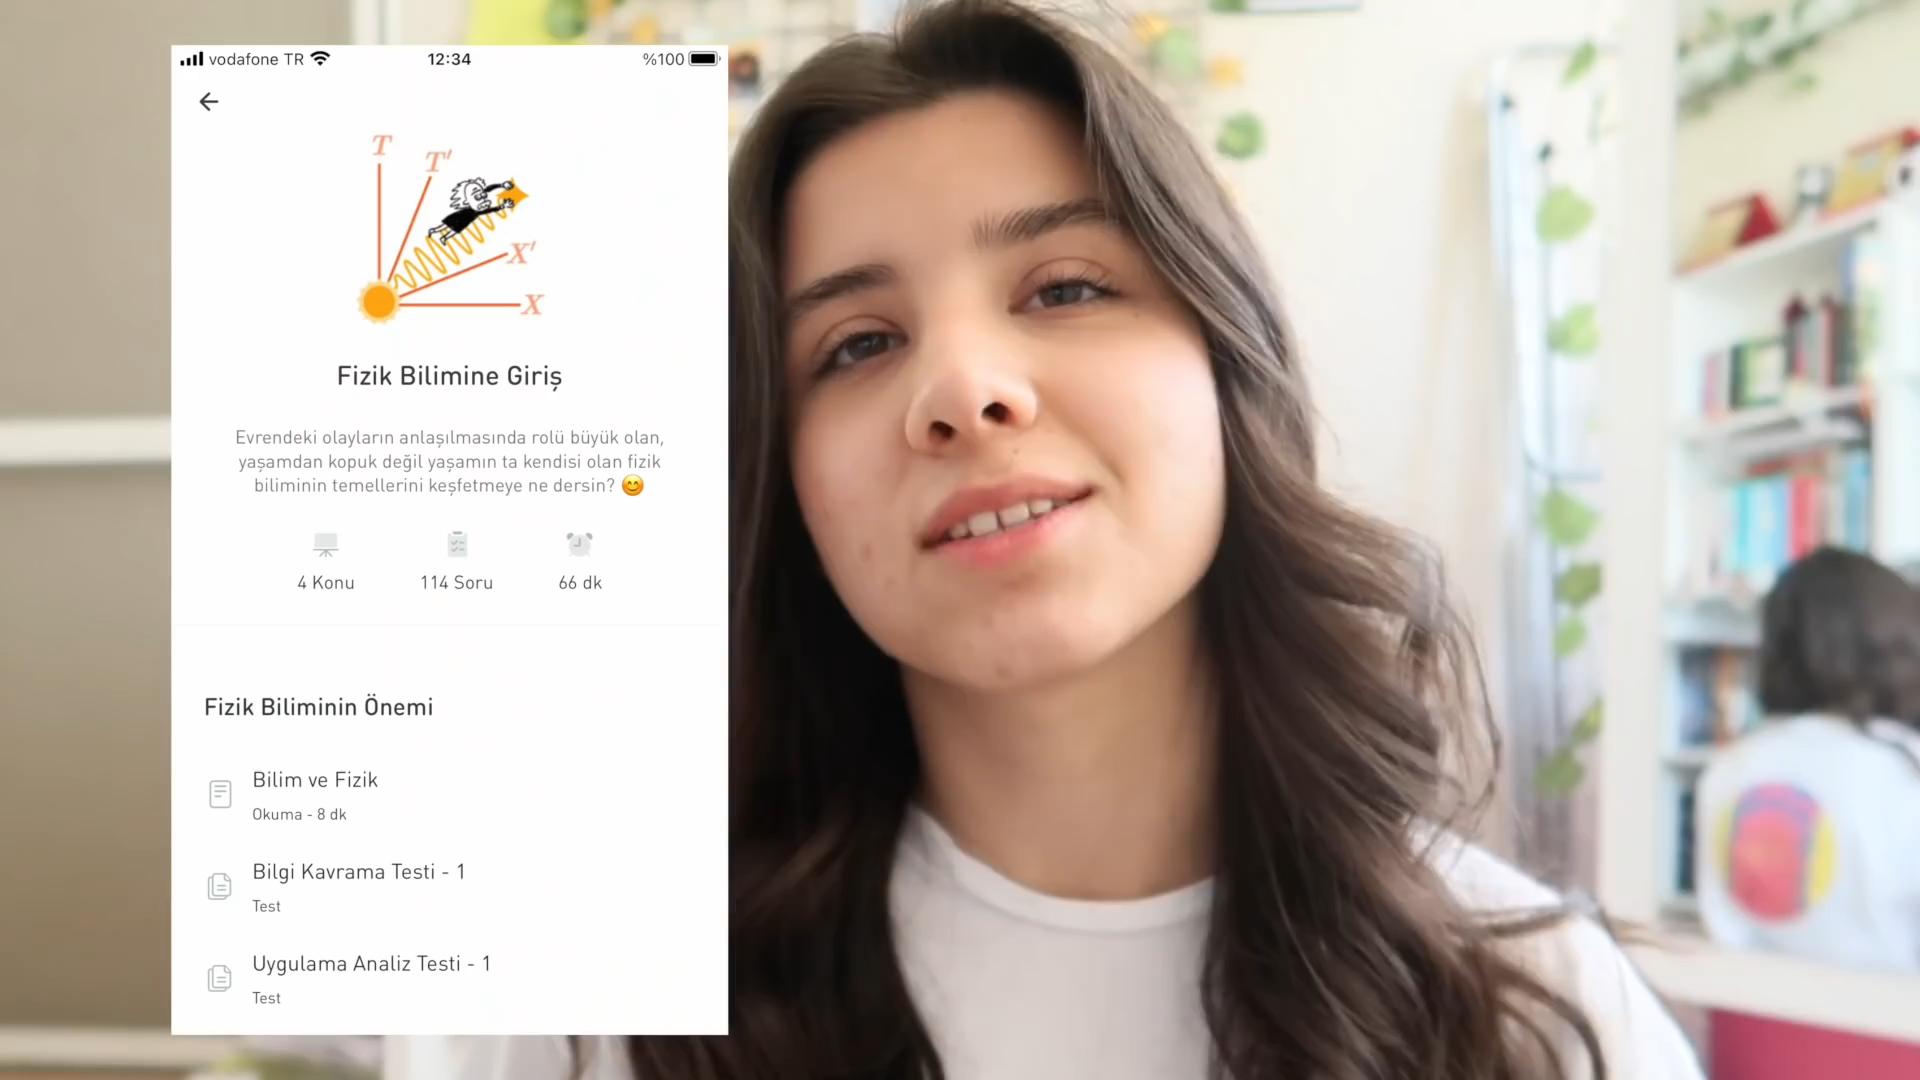 vodafone TR 12:34 %100
T
T'
X'
X
Fizik Bilimine Giriş
Evrendeki olayların anlaşılmasında rolü büyük olan,
yaşamdan kopuk değil yaşamın ta kendisi olan fizik
biliminin temellerini keşfetmeye ne dersin? 😊
4 Konu 114 Soru 66 dk
Fizik Biliminin Önemi
Bilim ve Fizik
Okuma - 8 dk
Bilgi Kavrama Testi - 1
Test
Uygulama Analiz Testi - 1
Test